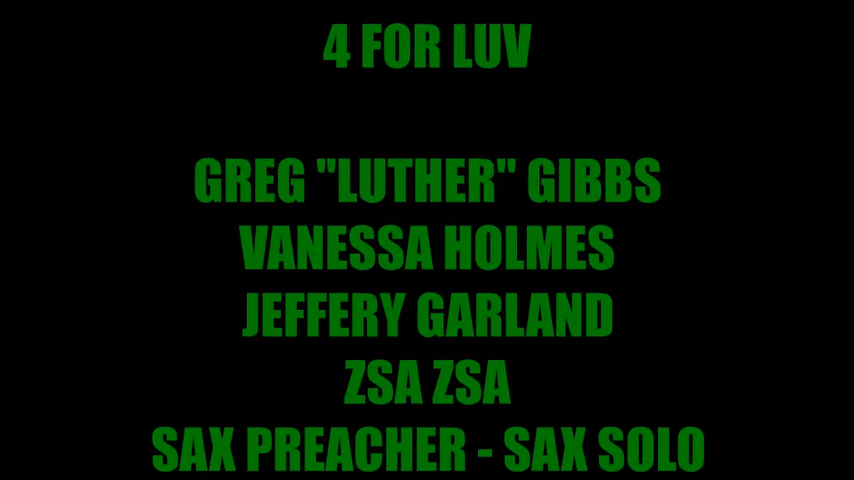 4 FOR LUV
GREG "LUTHER" GIBBS
VANESSA HOLMES
JEFFERY GARLAND
ZSA ZSA
SAX PREACHER - SAX SOLO